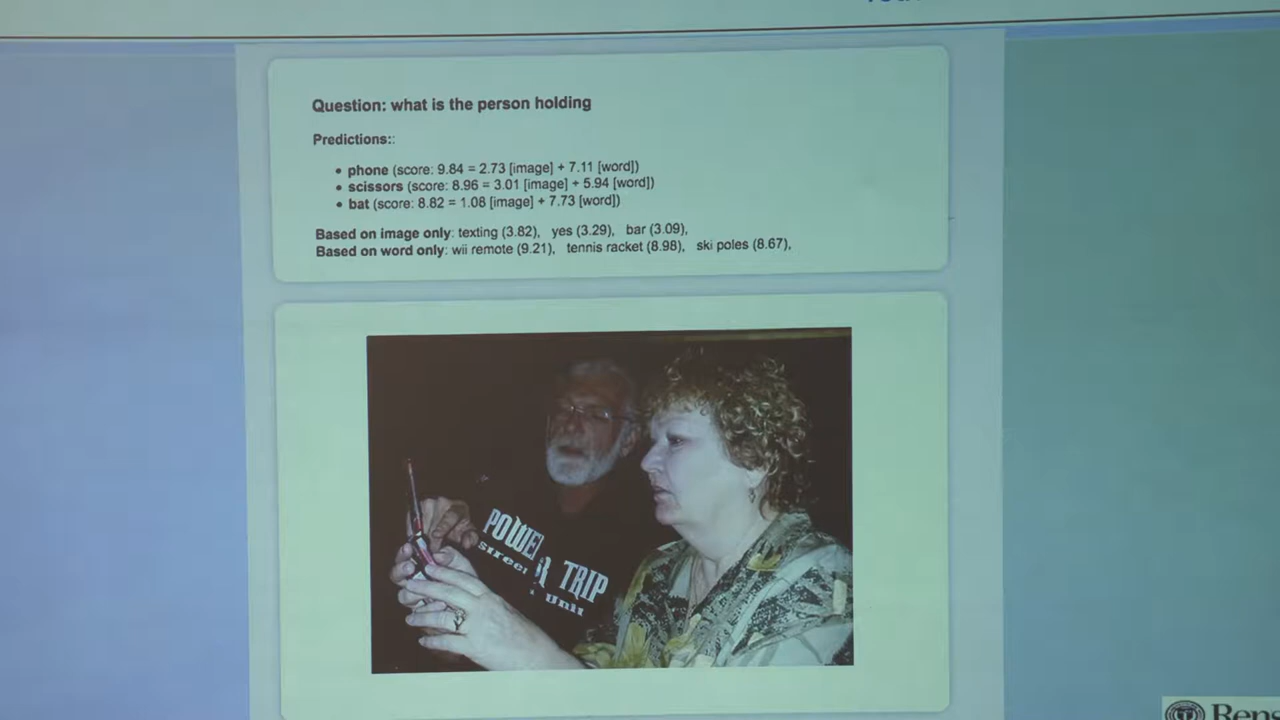 Question: what is the person holding
Predictions::
• phone (score: 9.84 = 2.73 [image] + 7.11 [word])
• scissors (score: 8.96 = 3.01 [image] + 5.94 [word])
• bat (score: 8.82 = 1.08 [image] + 7.73 [word])
Based on image only: texting (3.82), yes (3.29), bar (3.09),
Based on word only: wii remote (9.21), tennis racket (8.98), ski poles (8.67),
POWER TRIP
Street Unit